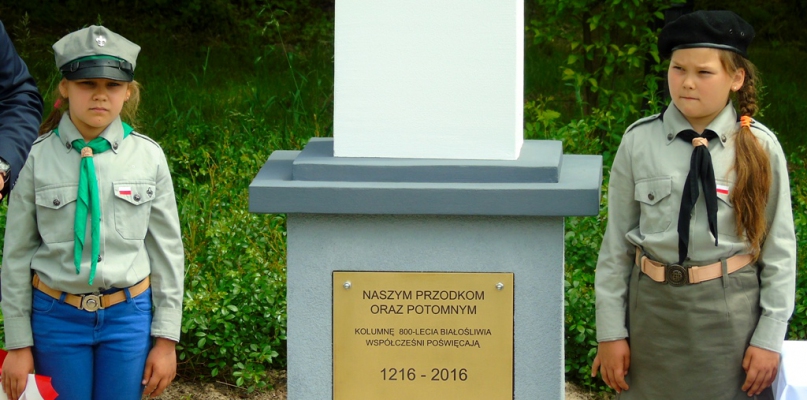 NASZYM PRZODKOM
ORAZ POTOMNYM
KOLUMNĘ 800-LECIA BIAŁOŚLIWIA
WSPÓŁCZEŚNI POŚWIĘCAJĄ
1216 - 2016